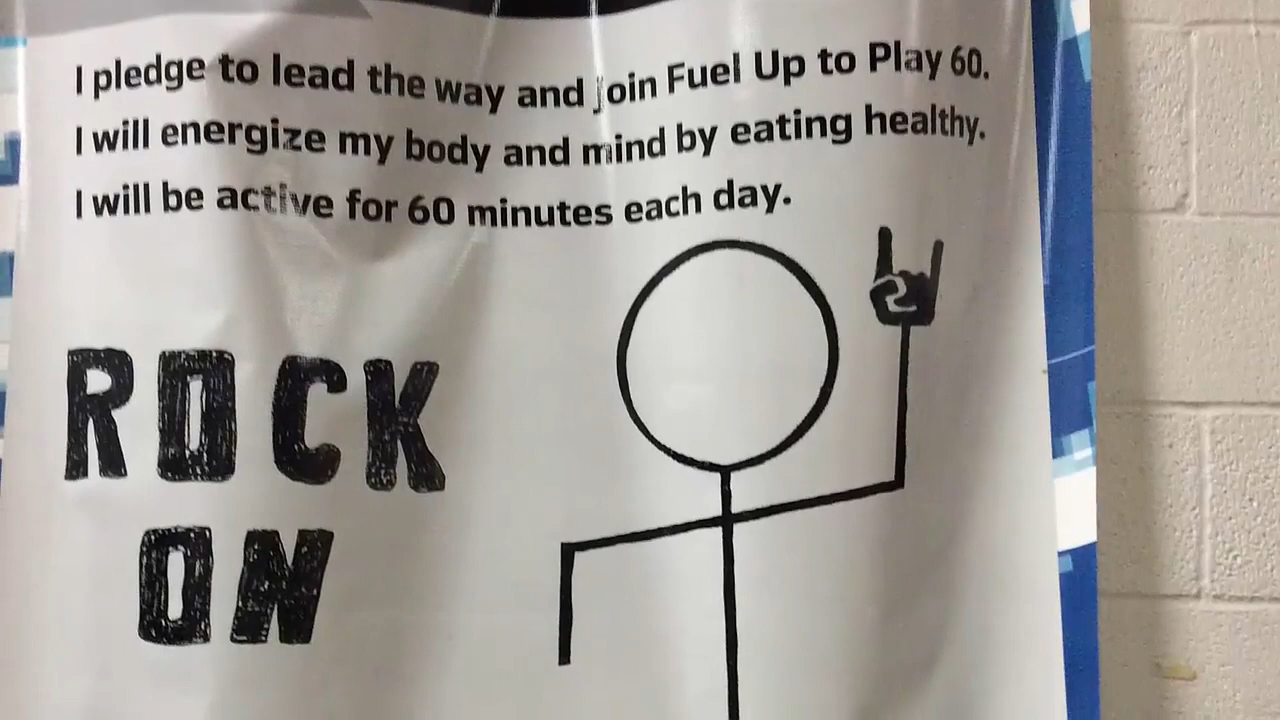 I pledge to lead the way and join Fuel Up to Play 60.
I will energize my body and mind by eating healthy.
I will be active for 60 minutes each day.
ROCK
ON